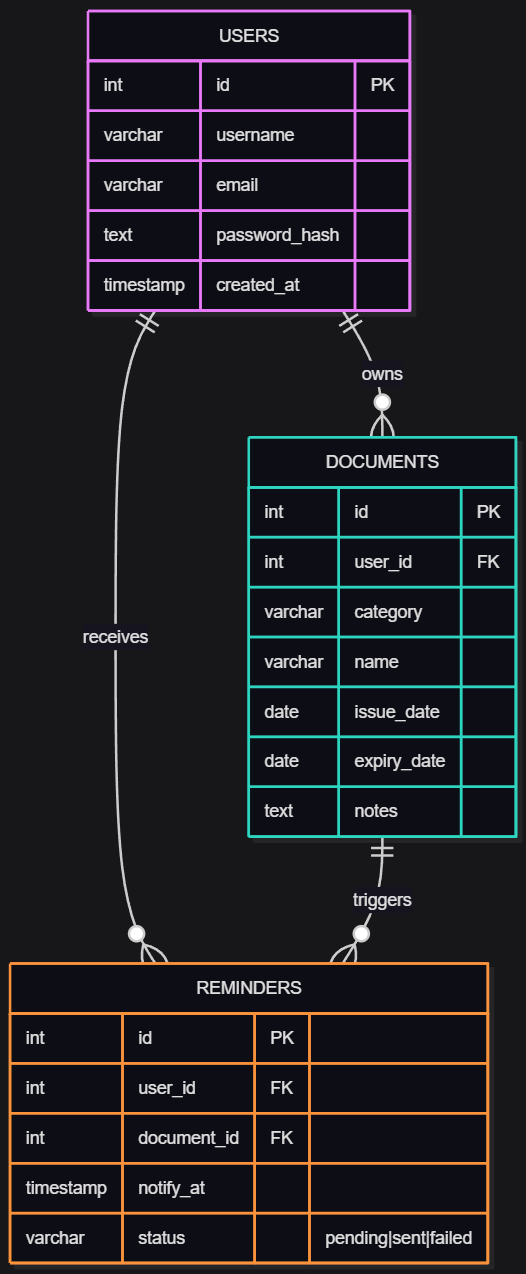 USERS
int id PK
varchar username
varchar email
text password_hash
timestamp created_at
owns
DOCUMENTS
int id PK
int user_id FK
varchar category
varchar name
date issue_date
date expiry_date
text notes
receives
triggers
REMINDERS
int id PK
int user_id FK
int document_id FK
timestamp notify_at
varchar status pending|sent|failed